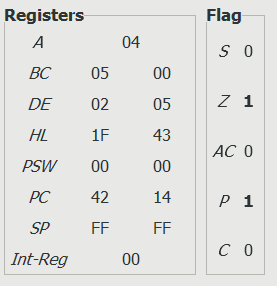 Registers Flag
A 04
S 0
BC 05 00
DE 02 05
Z 1
HL 1F 43
PSW 00 00
AC 0
PC 42 14
P 1
SP FF FF
C 0
Int-Reg 00